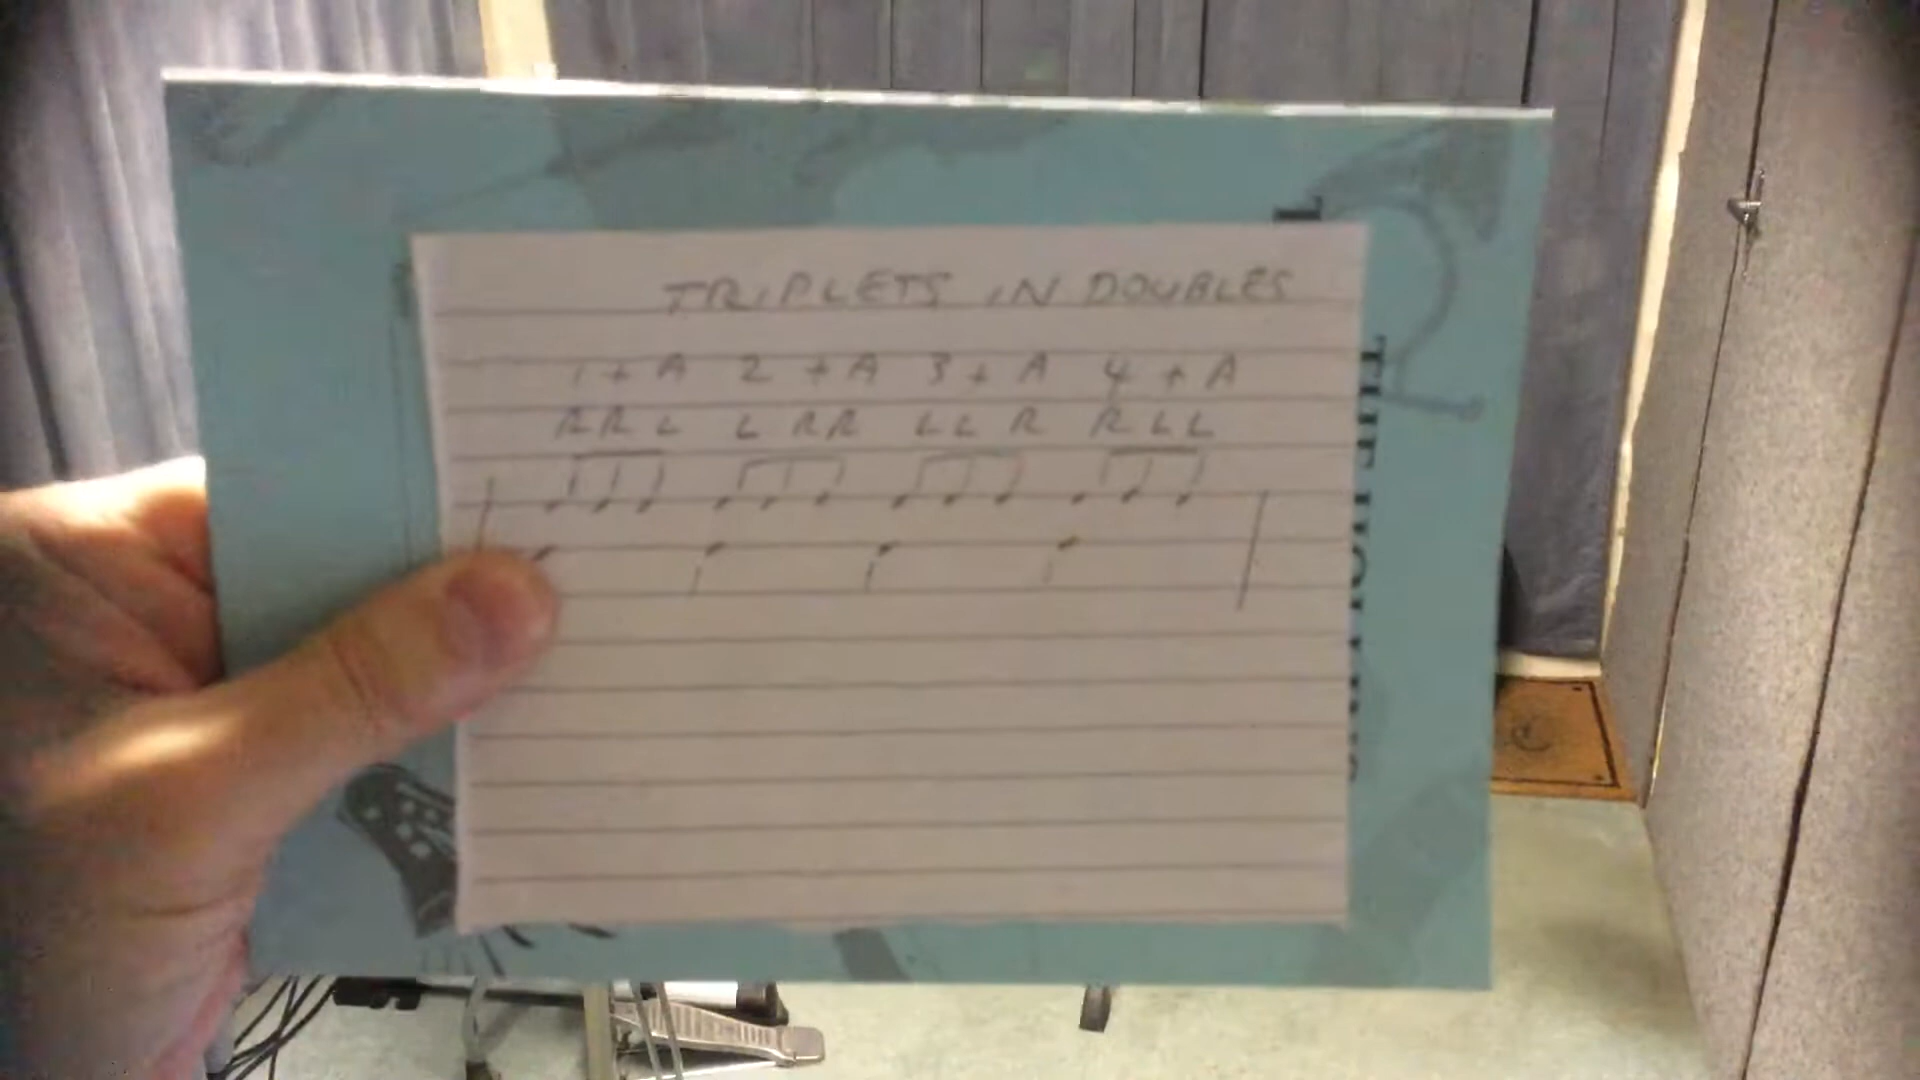 TRIPLETS IN DOUBLES
1 + A 2 + A 3 + A 4 + A
R R L L R R L L R R L L